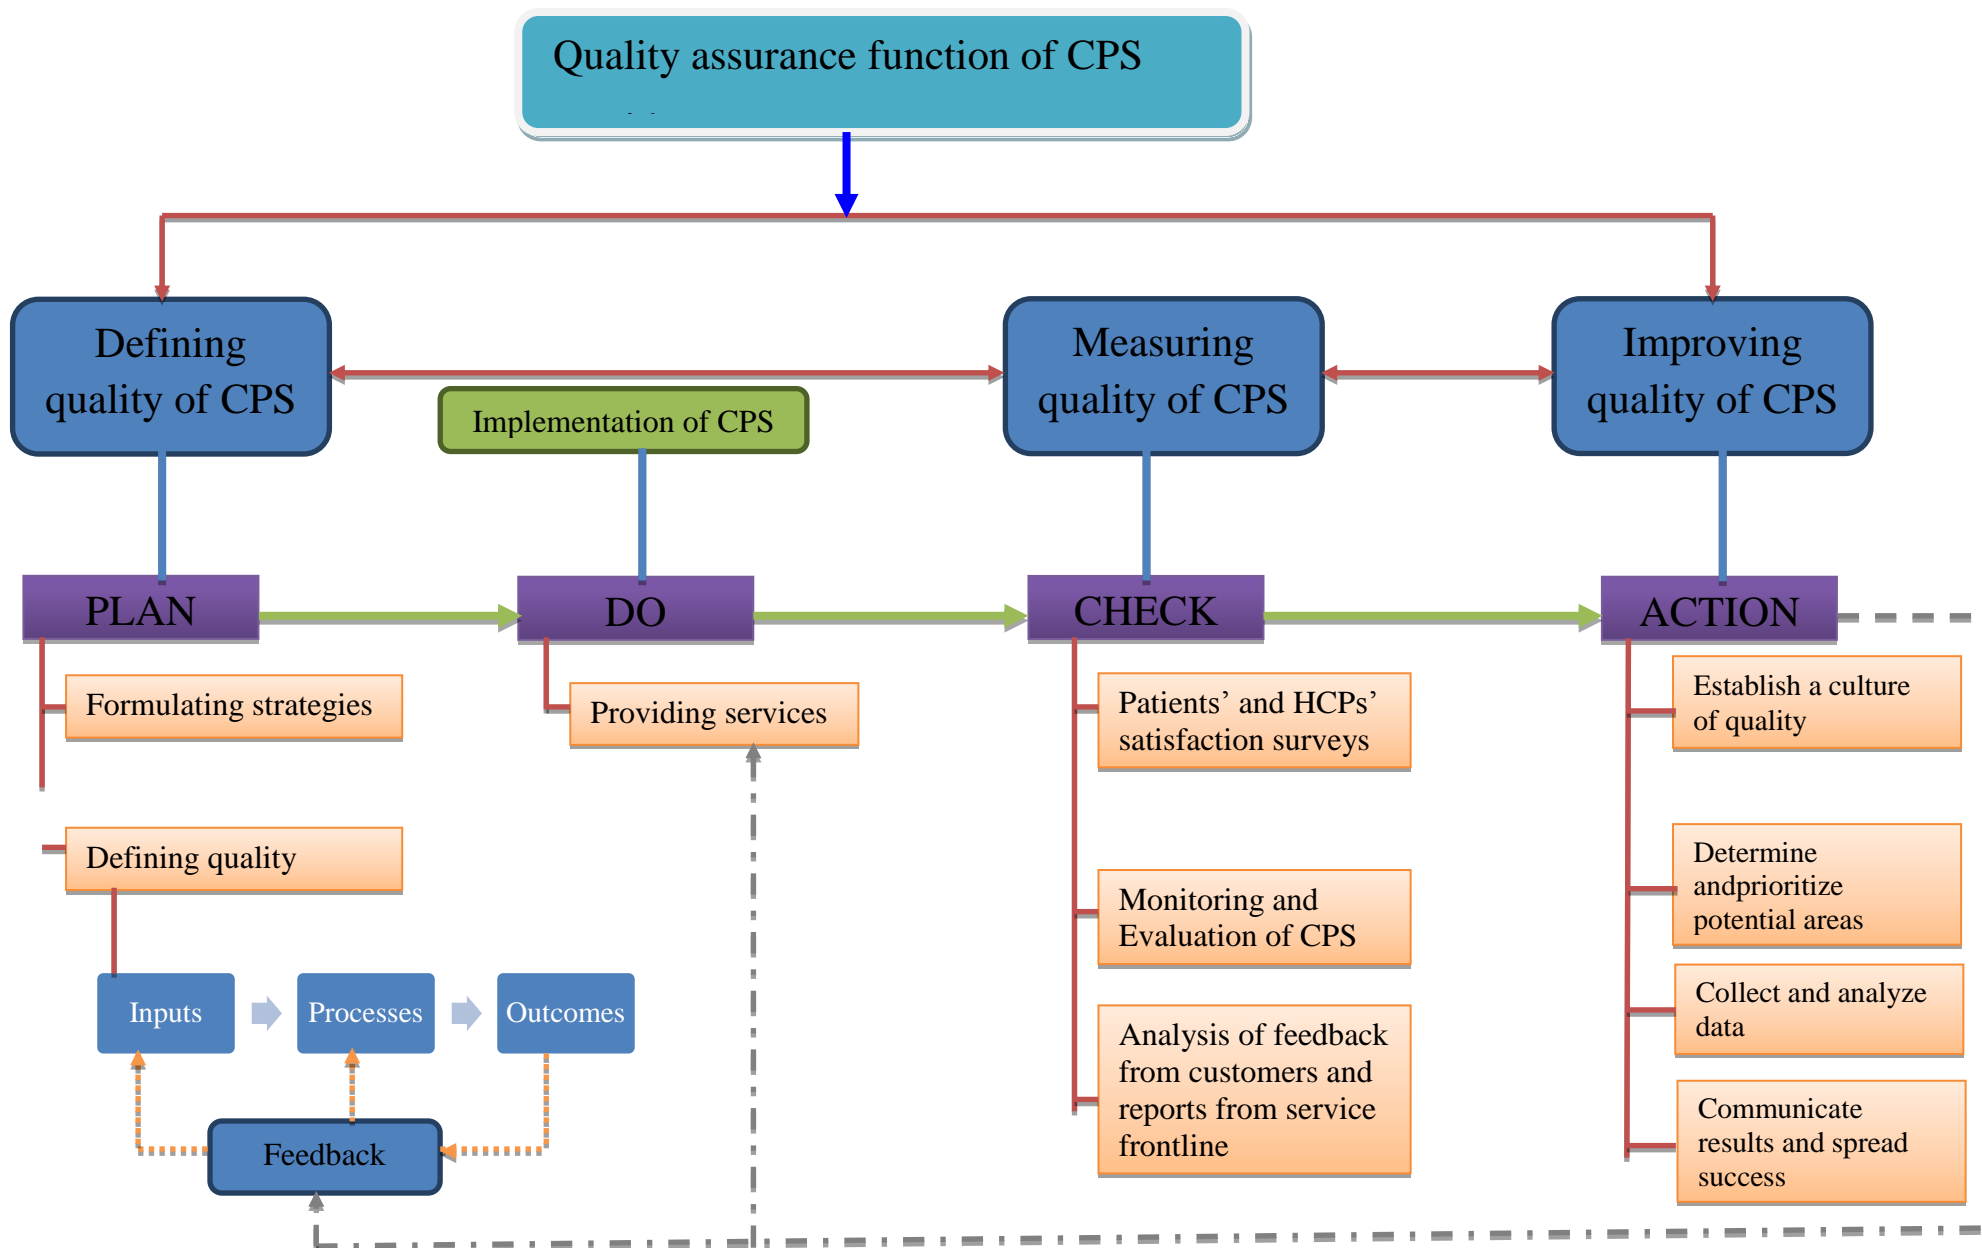 Quality assurance function of CPS
Defining
quality of CPS
Implementation of CPS
Measuring
quality of CPS
Improving
quality of CPS
PLAN
DO
CHECK
ACTION
Formulating strategies
Defining quality
Inputs
Processes
Outcomes
Feedback
Providing services
Patients’ and HCPs’
satisfaction surveys
Monitoring and
Evaluation of CPS
Analysis of feedback
from customers and
reports from service
frontline
Establish a culture
of quality
Determine
andprioritize
potential areas
Collect and analyze
data
Communicate
results and spread
success